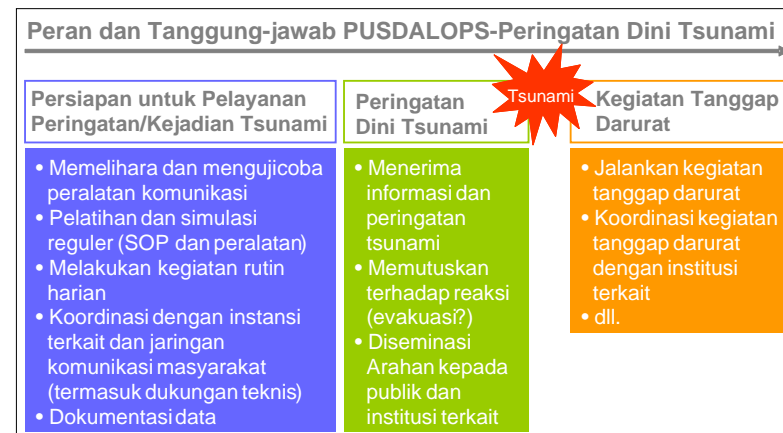 Peran dan Tanggung-jawab PUSDALOPS-Peringatan Dini Tsunami
Persiapan untuk Pelayanan
Peringatan/Kejadian Tsunami
• Memelihara dan mengujicoba
peralatan komunikasi
• Pelatihan dan simulasi
reguler (SOP dan peralatan)
• Melakukan kegiatan rutin
harian
• Koordinasi dengan instansi
terkait dan jaringan
komunikasi masyarakat
(termasuk dukungan teknis)
• Dokumentasi data
Peringatan
Dini Tsunami
• Menerima
informasi dan
peringatan
tsunami
• Memutuskan
terhadap reaksi
(evakuasi?)
• Diseminasi
Arahan kepada
publik dan
institusi terkait
Tsunami
Kegiatan Tanggap
Darurat
• Jalankan kegiatan
tanggap darurat
• Koordinasi kegiatan
tanggap darurat
dengan institusi
terkait
• dll.